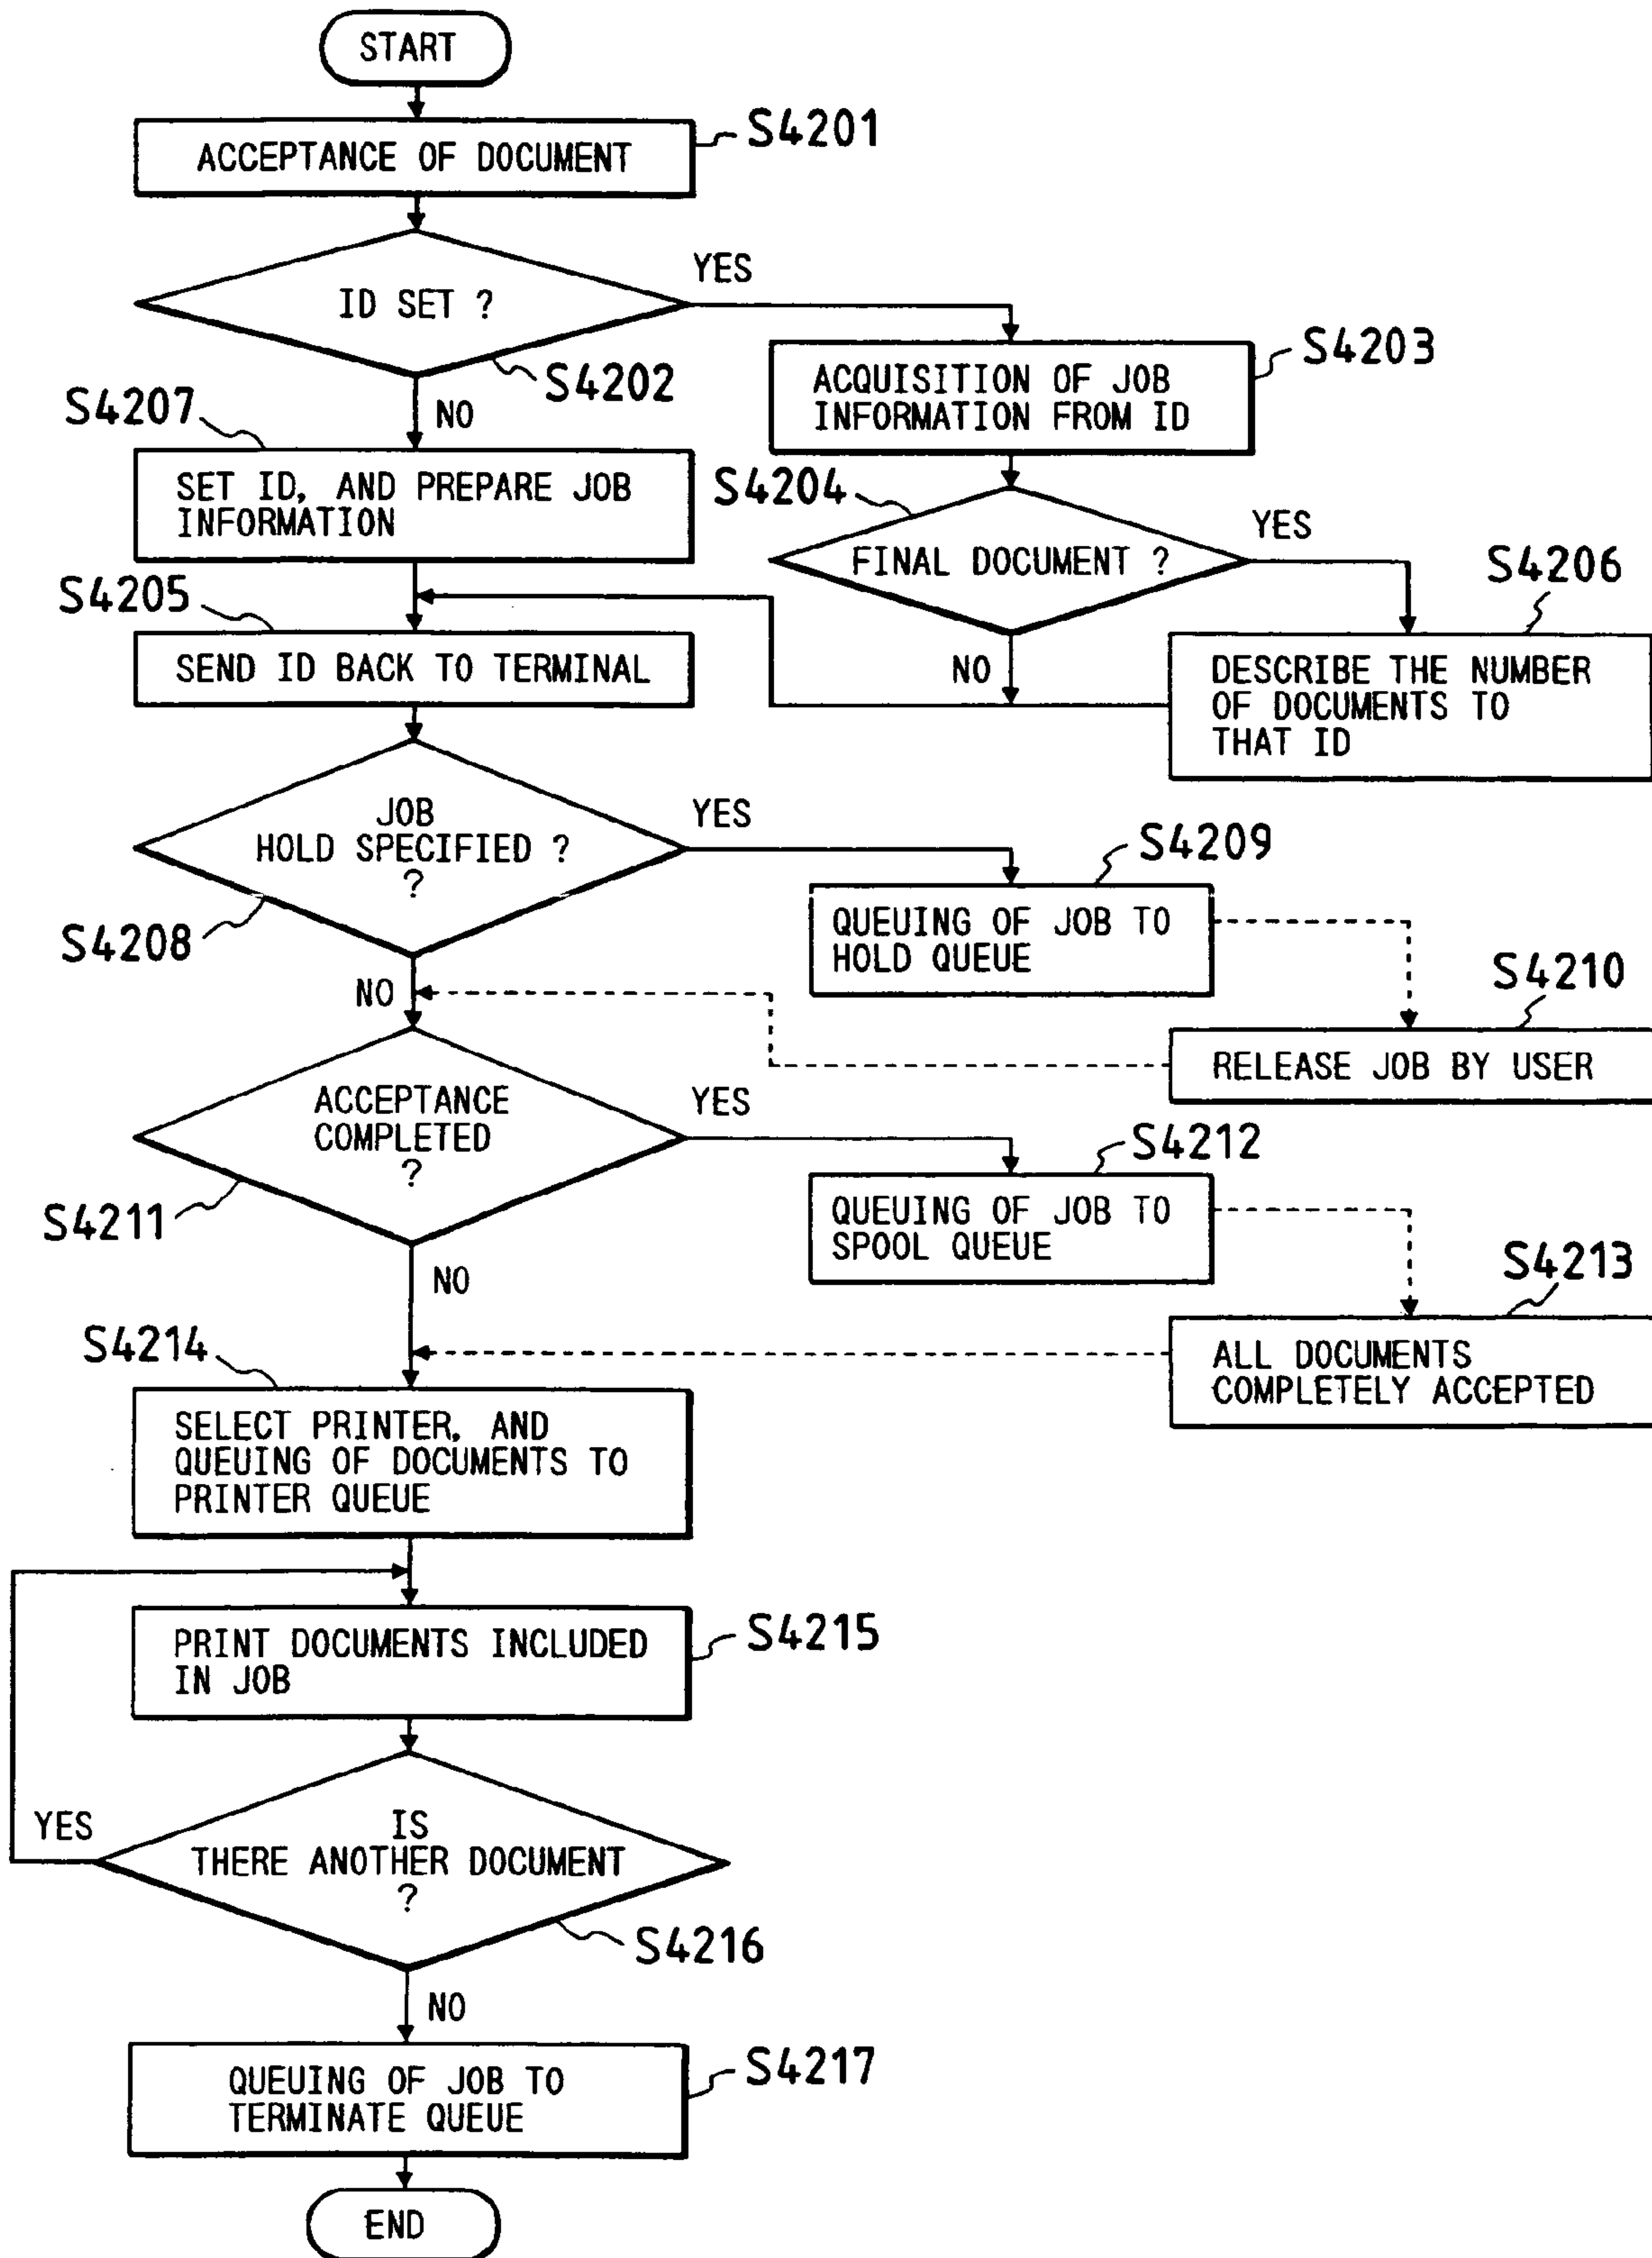 START
ACCEPTANCE OF DOCUMENT
S4201
ID SET ?
YES
S4202
NO
S4203
ACQUISITION OF JOB
INFORMATION FROM ID
S4207
SET ID, AND PREPARE JOB
INFORMATION
S4204
FINAL DOCUMENT ?
YES
NO
S4206
DESCRIBE THE NUMBER
OF DOCUMENTS TO
THAT ID
S4205
SEND ID BACK TO TERMINAL
JOB
HOLD SPECIFIED ?
?
YES
S4208
NO
S4209
QUEUING OF JOB TO
HOLD QUEUE
S4210
RELEASE JOB BY USER
ACCEPTANCE
COMPLETED
?
YES
S4211
NO
S4212
QUEUING OF JOB TO
SPOOL QUEUE
S4213
ALL DOCUMENTS
COMPLETELY ACCEPTED
S4214
SELECT PRINTER, AND
QUEUING OF DOCUMENTS TO
PRINTER QUEUE
PRINT DOCUMENTS INCLUDED
IN JOB
S4215
YES
IS
THERE ANOTHER DOCUMENT
?
S4216
NO
QUEUING OF JOB TO
TERMINATE QUEUE
S4217
END